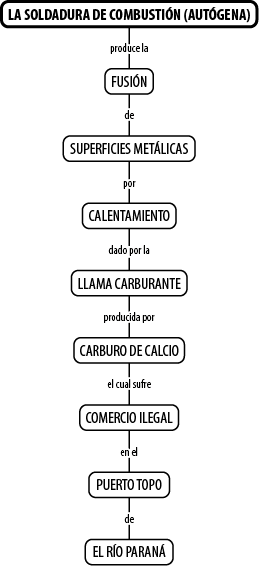 LA SOLDADURA DE COMBUSTIÓN (AUTÓGENA)
produce la
FUSIÓN
de
SUPERFICIES METÁLICAS
por
CALENTAMIENTO
dado por la
LLAMA CARBURANTE
producida por
CARBURO DE CALCIO
el cual sufre
COMERCIO ILEGAL
en el
PUERTO TOPO
de
EL RÍO PARANÁ